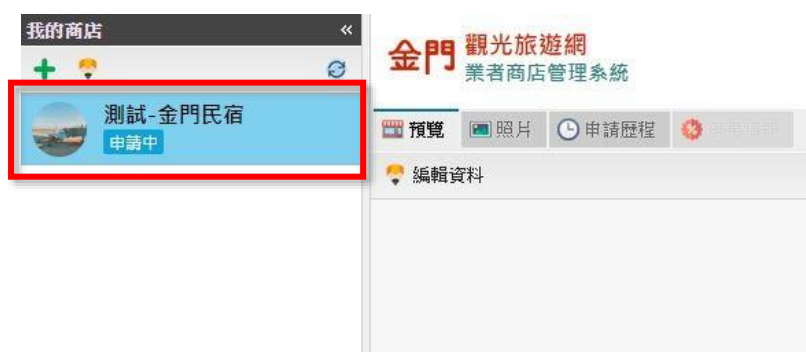 我的商店 «
測試-金門民宿
申請中
金門 觀光旅遊網
業者商店管理系統
預覽 照片 申請歷程
編輯資料